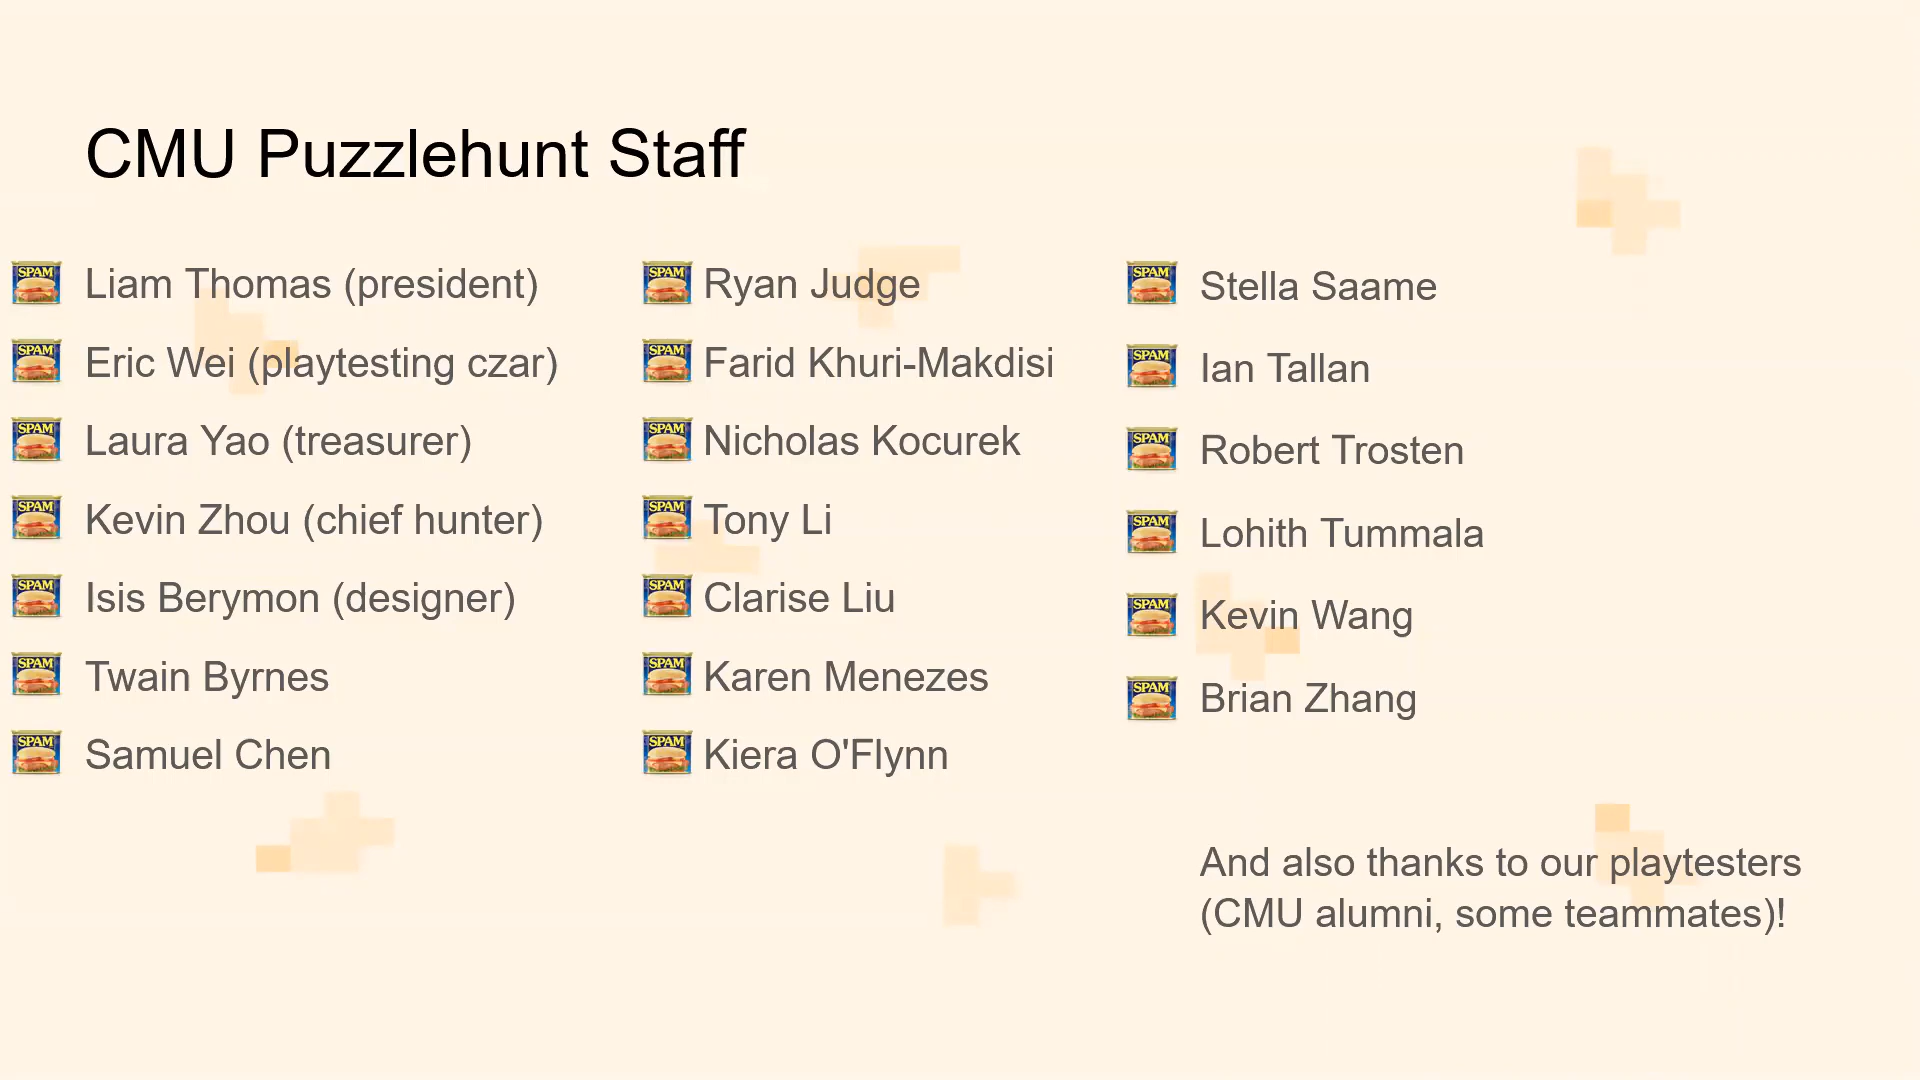 CMU Puzzlehunt Staff
SPAM Liam Thomas (president)
SPAM Eric Wei (playtesting czar)
SPAM Laura Yao (treasurer)
SPAM Kevin Zhou (chief hunter)
SPAM Isis Berymon (designer)
SPAM Twain Byrnes
SPAM Samuel Chen
SPAM Ryan Judge
SPAM Farid Khuri-Makdisi
SPAM Nicholas Kocurek
SPAM Tony Li
SPAM Clarise Liu
SPAM Karen Menezes
SPAM Kiera O'Flynn
SPAM Stella Saame
SPAM Ian Tallan
SPAM Robert Trosten
SPAM Lohith Tummala
SPAM Kevin Wang
SPAM Brian Zhang
And also thanks to our playtesters
(CMU alumni, some teammates)!